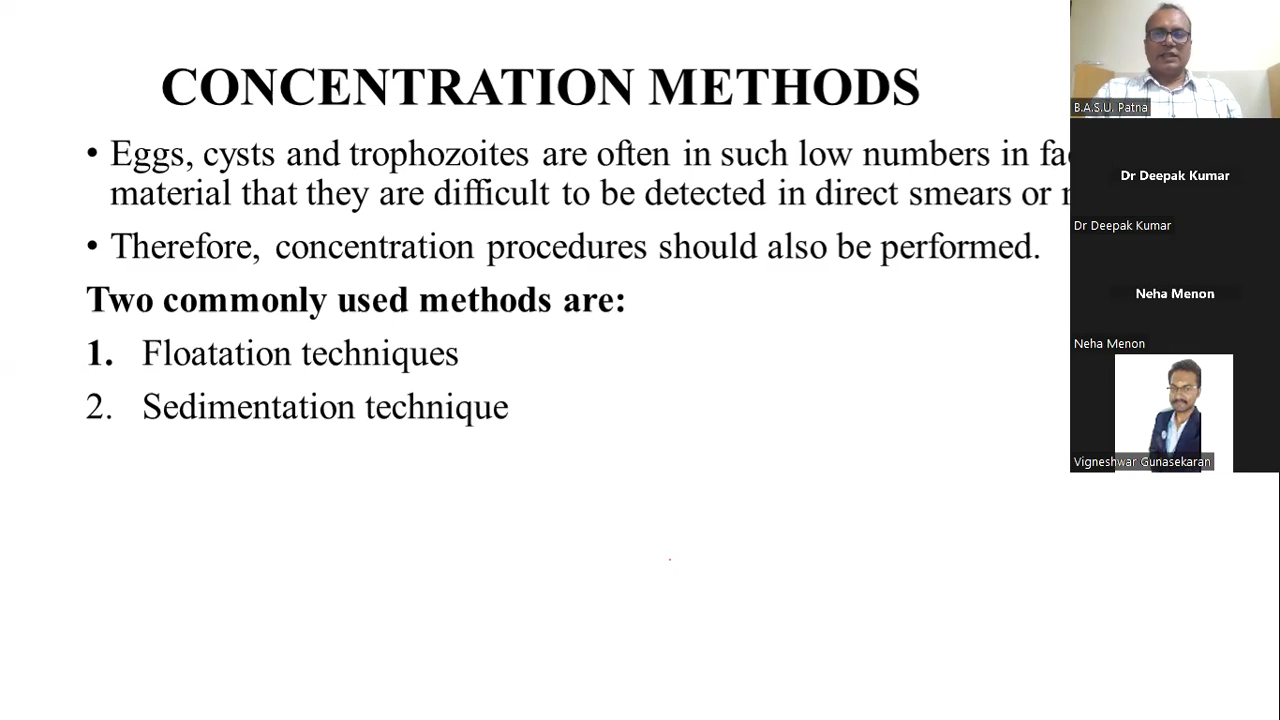 CONCENTRATION METHODS
• Eggs, cysts and trophozoites are often in such low numbers in
material that they are difficult to be detected in direct smears or
• Therefore, concentration procedures should also be performed.
Two commonly used methods are:
1. Floatation techniques
2. Sedimentation technique
B.A.S.U. Patna
Dr Deepak Kumar
Dr Deepak Kumar
Neha Menon
Neha Menon
Vigneshwar Gunasekaran